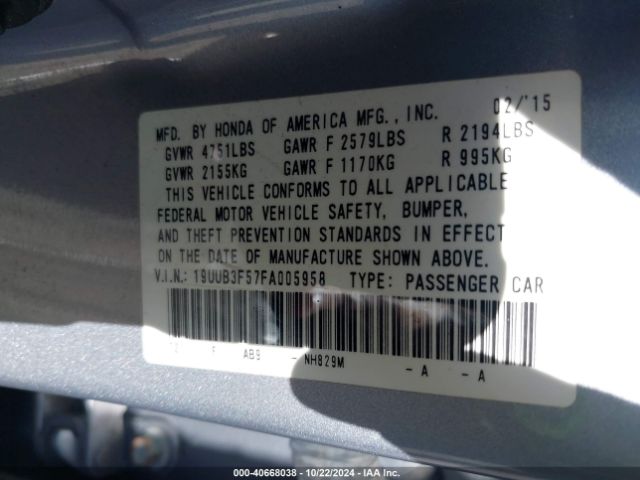 MFD. BY HONDA OF AMERICA MFG., INC. 02/'15
GVWR 4751LBS GAWR F 2579LBS R 2194LBS
GVWR 2155KG GAWR F 1170KG R 995KG
THIS VEHICLE CONFORMS TO ALL APPLICABLE
FEDERAL MOTOR VEHICLE SAFETY, BUMPER,
AND THEFT PREVENTION STANDARDS IN EFFECT
ON THE DATE OF MANUFACTURE SHOWN ABOVE.
V.I.N.: 19UUB3F57FA005958 TYPE: PASSENGER CAR
F AB9 - NH829M - A - A
000-40668038 - 10/22/2024 - IAA Inc.